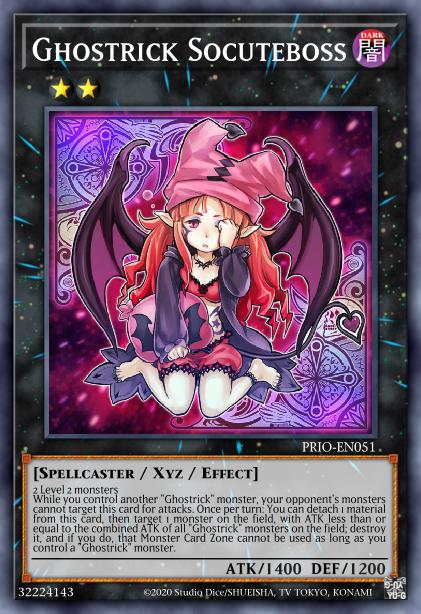 Ghostrick Socuteboss
DARK
闇
PRIO-EN051
[Spellcaster / Xyz / Effect]
2 Level 2 monsters
While you control another "Ghostrick" monster, your opponent's monsters
cannot target this card for attacks. Once per turn: You can detach 1 material
from this card, then target 1 monster on the field, with ATK less than or
equal to the combined ATK of all "Ghostrick" monsters on the field; destroy
it, and if you do, that Monster Card Zone cannot be used as long as you
control a "Ghostrick" monster.
ATK/1400 DEF/1200
32224143
©2020 Studio Dice/SHUEISHA, TV TOKYO, KONAMI